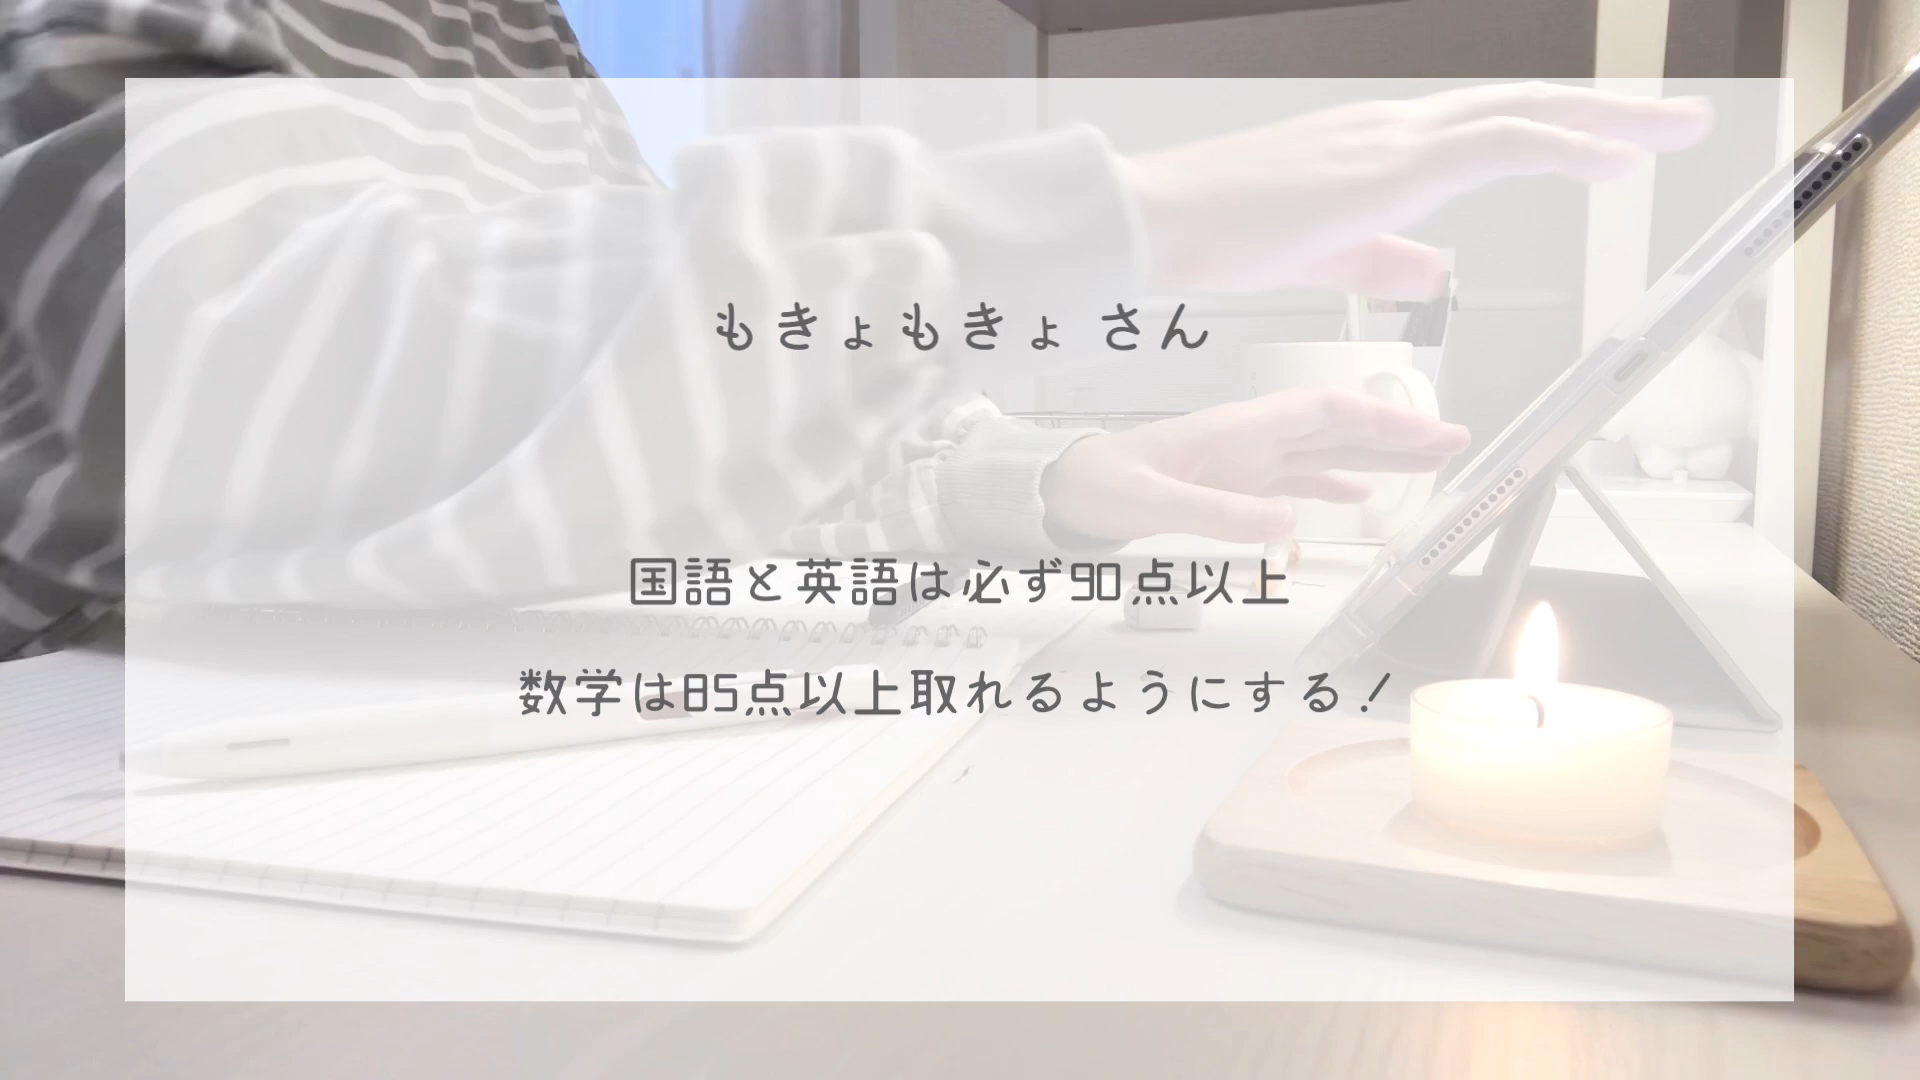 もきょもきょ さん
国語と英語は必ず90点以上
数学は85点以上取れるようにする！